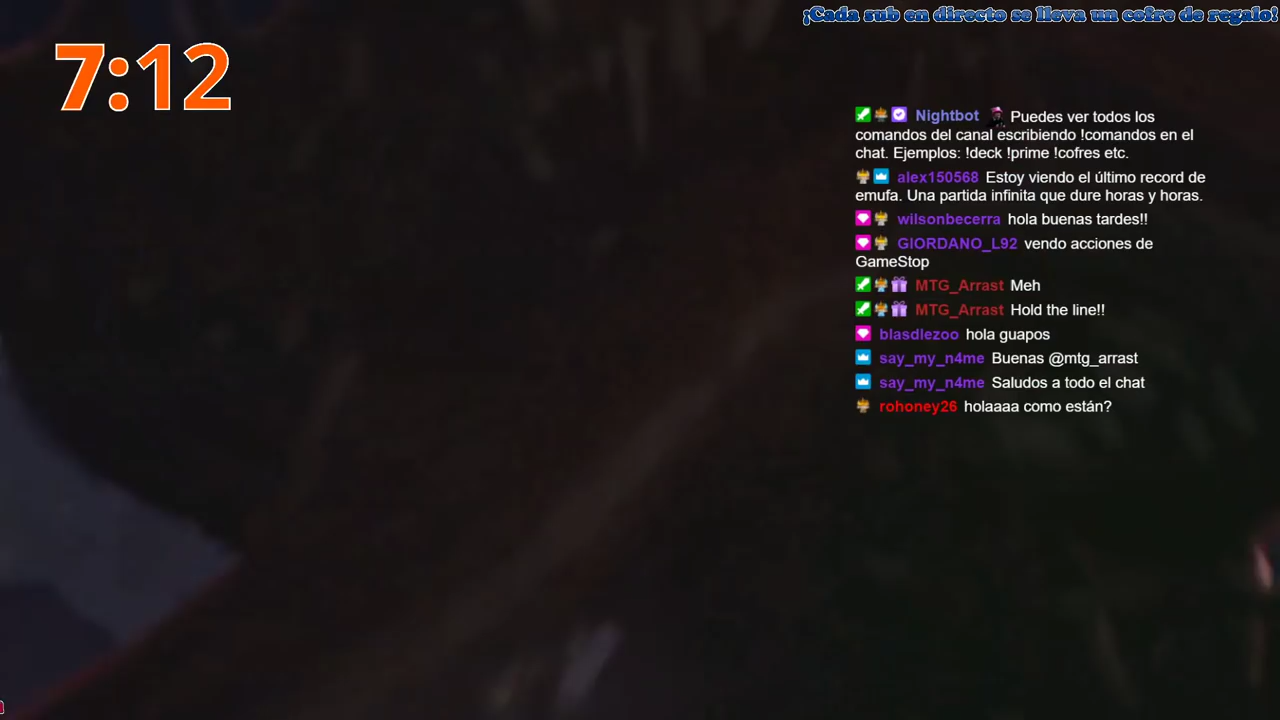 ¡Cada sub en directo se lleva un cofre de regalo!
7:12
Nightbot Puedes ver todos los
comandos del canal escribiendo !comandos en el
chat. Ejemplos: !deck !prime !cofres etc.
alex150568 Estoy viendo el último record de
emufa. Una partida infinita que dure horas y horas.
wilsonbecerra hola buenas tardes!!
GIORDANO_L92 vendo acciones de
GameStop
MTG_Arrast Meh
MTG_Arrast Hold the line!!
blasdlezoo hola guapos
say_my_n4me Buenas @mtg_arrast
say_my_n4me Saludos a todo el chat
rohoney26 holaaaa como están?